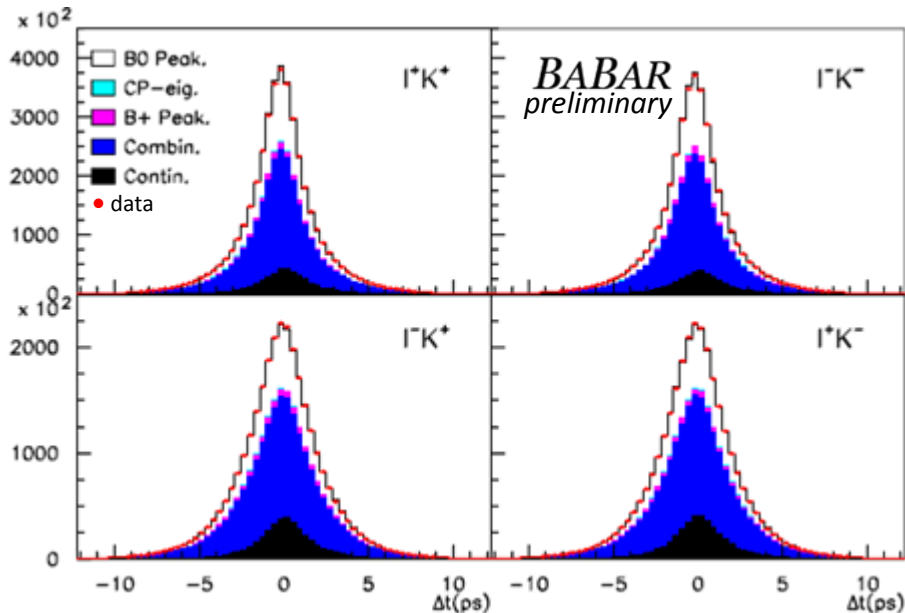 x 10²
4000
3000
2000
1000
0
B0 Peak.
CP-eig.
B+ Peak.
Combin.
Contin.
data
l⁺K⁺
BABAR
preliminary
l⁻K⁻
x 10²
2000
1000
0
l⁻K⁺
l⁺K⁻
-10 -5 0 5 10
Δt(ps)
-10 -5 0 5 10
Δt(ps)